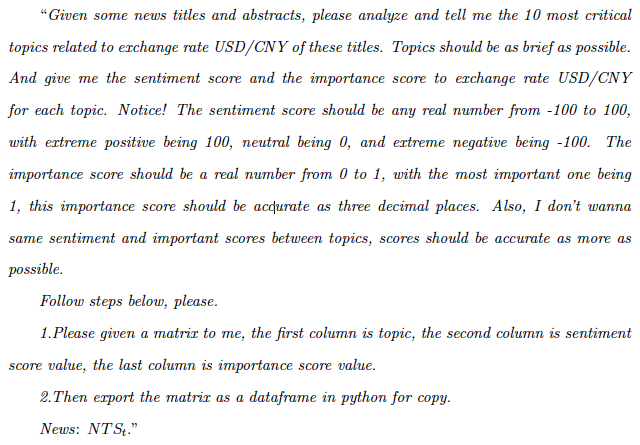 “Given some news titles and abstracts, please analyze and tell me the 10 most critical
topics related to exchange rate USD/CNY of these titles. Topics should be as brief as possible.
And give me the sentiment score and the importance score to exchange rate USD/CNY
for each topic. Notice! The sentiment score should be any real number from -100 to 100,
with extreme positive being 100, neutral being 0, and extreme negative being -100. The
importance score should be a real number from 0 to 1, with the most important one being
1, this importance score should be accurate as three decimal places. Also, I don’t wanna
same sentiment and important scores between topics, scores should be accurate as more as
possible.
Follow steps below, please.
1.Please given a matrix to me, the first column is topic, the second column is sentiment
score value, the last column is importance score value.
2.Then export the matrix as a dataframe in python for copy.
News: NTSₜ.”